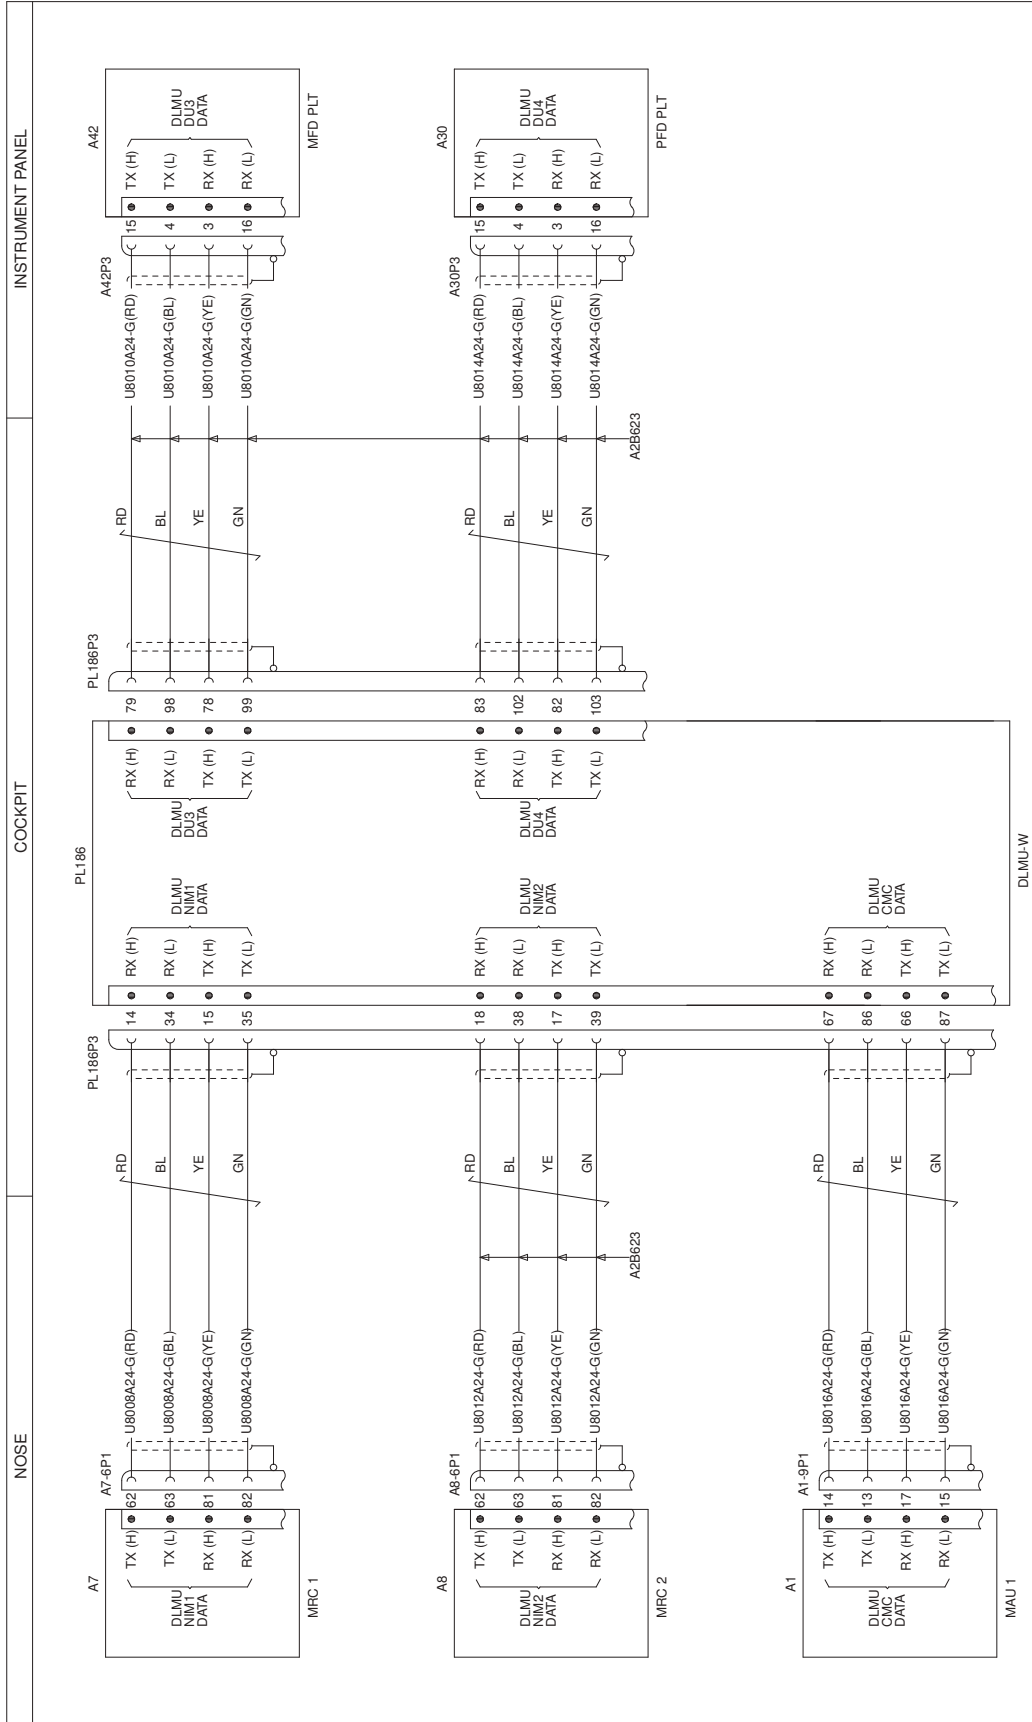 NOSE
COCKPIT
INSTRUMENT PANEL
A7
DLMU
NIM1
DATA
TX (H)
TX (L)
RX (H)
RX (L)
MRC 1
62
63
81
82
A7-6P1
U8008A24-G(RD)
U8008A24-G(BL)
U8008A24-G(YE)
U8008A24-G(GN)
RD
BL
YE
GN
PL186P3
14
34
15
35
RX (H)
RX (L)
TX (H)
TX (L)
DLMU
NIM1
DATA
PL186
DLMU
DU3
DATA
RX (H)
RX (L)
TX (H)
TX (L)
79
98
78
99
PL186P3
RD
BL
YE
GN
U8010A24-G(RD)
U8010A24-G(BL)
U8010A24-G(YE)
U8010A24-G(GN)
A42P3
15
4
3
16
A42
TX (H)
TX (L)
RX (H)
RX (L)
DLMU
DU3
DATA
MFD PLT
A8
DLMU
NIM2
DATA
TX (H)
TX (L)
RX (H)
RX (L)
MRC 2
62
63
81
82
A8-6P1
U8012A24-G(RD)
U8012A24-G(BL)
U8012A24-G(YE)
U8012A24-G(GN)
A2B623
RD
BL
YE
GN
18
38
17
39
RX (H)
RX (L)
TX (H)
TX (L)
DLMU
NIM2
DATA
DLMU
DU4
DATA
RX (H)
RX (L)
TX (H)
TX (L)
83
102
82
103
RD
BL
YE
GN
A2B623
U8014A24-G(RD)
U8014A24-G(BL)
U8014A24-G(YE)
U8014A24-G(GN)
A30P3
15
4
3
16
A30
TX (H)
TX (L)
RX (H)
RX (L)
DLMU
DU4
DATA
PFD PLT
A1
DLMU
CMC
DATA
TX (H)
TX (L)
RX (H)
RX (L)
MAU 1
14
13
17
15
A1-9P1
U8016A24-G(RD)
U8016A24-G(BL)
U8016A24-G(YE)
U8016A24-G(GN)
RD
BL
YE
GN
67
86
66
87
RX (H)
RX (L)
TX (H)
TX (L)
DLMU
CMC
DATA
DLMU-W